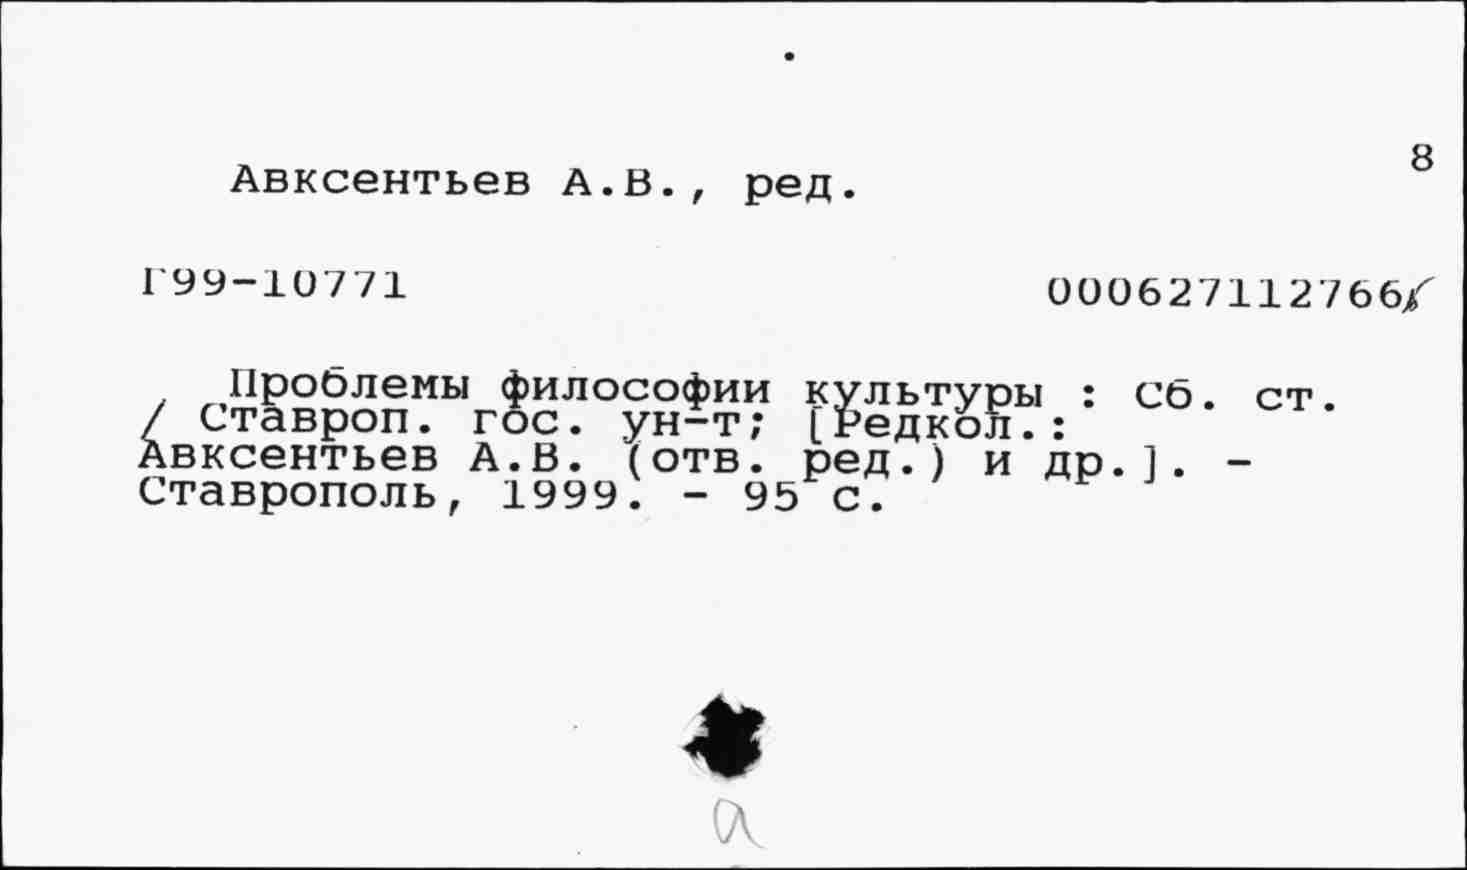 8
Авксентьев А.В., ред.
Г99-10771
000627112766
Проблемы философии культуры : Сб. ст.
/ Ставроп. гос. ун-т; [Редкол.:
Авксентьев А.В. (отв. ред.) и др.]. -
Ставрополь, 1999. - 95 с.
а